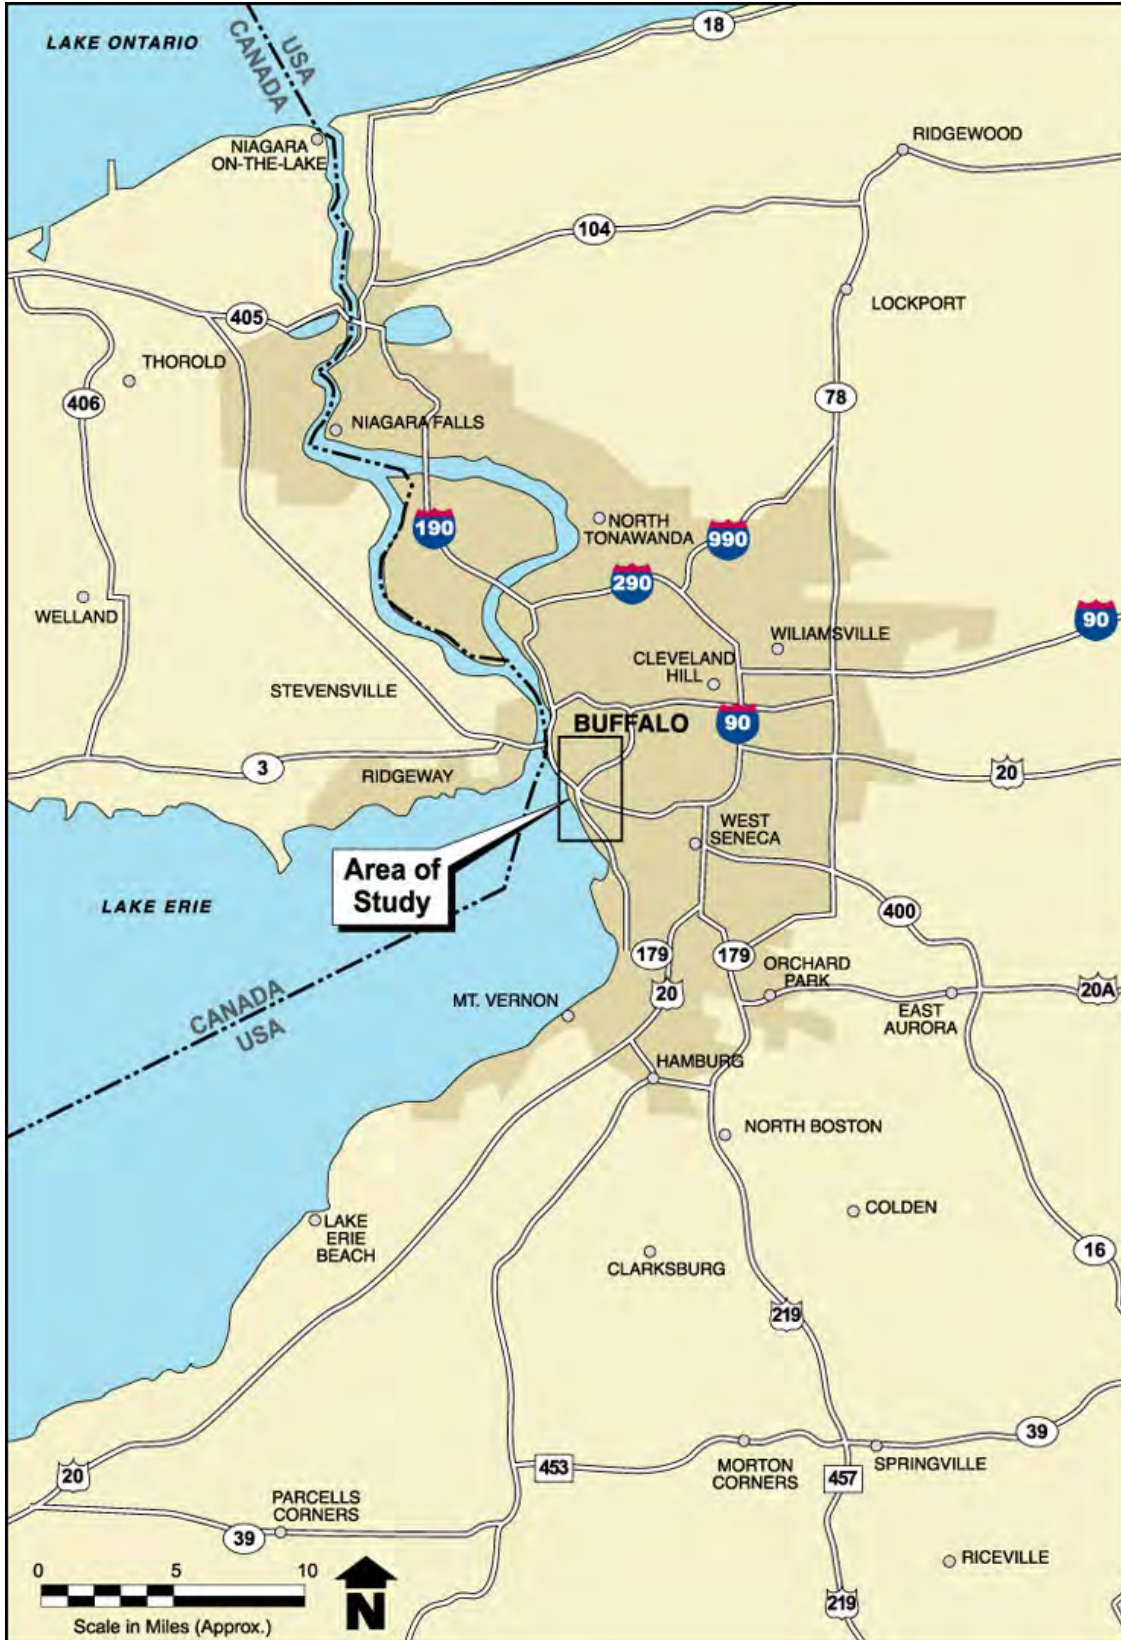 18
LAKE ONTARIO
USA
CANADA
RIDGEWOOD
NIAGARA
ON-THE-LAKE
104
LOCKPORT
405
THOROLD
78
406
NIAGARA FALLS
190
NORTH
TONAWANDA
990
290
WELLAND
90
WILIAMSVILLE
CLEVELAND
HILL
STEVENSVILLE
BUFFALO
90
3
RIDGEWAY
20
WEST
SENECA
Area of
Study
LAKE ERIE
400
179
179
ORCHARD
PARK
20
20A
MT. VERNON
EAST
AURORA
CANADA
USA
HAMBURG
NORTH BOSTON
COLDEN
LAKE
ERIE
BEACH
16
CLARKSBURG
219
39
453
MORTON
CORNERS
SPRINGVILLE
20
457
PARCELLS
CORNERS
39
RICEVILLE
0 5 10
N
219
Scale in Miles (Approx.)